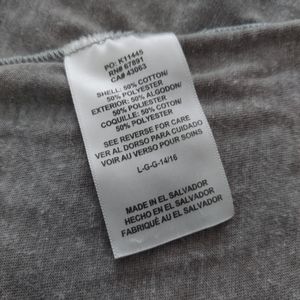 PO: K11445
RN# 67891
CA# 43063
SHELL: 50% COTTON/
50% POLYESTER
EXTERIOR: 50% ALGODON/
50% POLIESTER
COQUILLE: 50% COTON/
50% POLYESTER
SEE REVERSE FOR CARE
VER AL DORSO PARA CUIDADO
VOIR AU VERSO POUR SOINS
L-G-G-14/16
MADE IN EL SALVADOR
HECHO EN EL SALVADOR
FABRIQUÉ AU EL SALVADOR